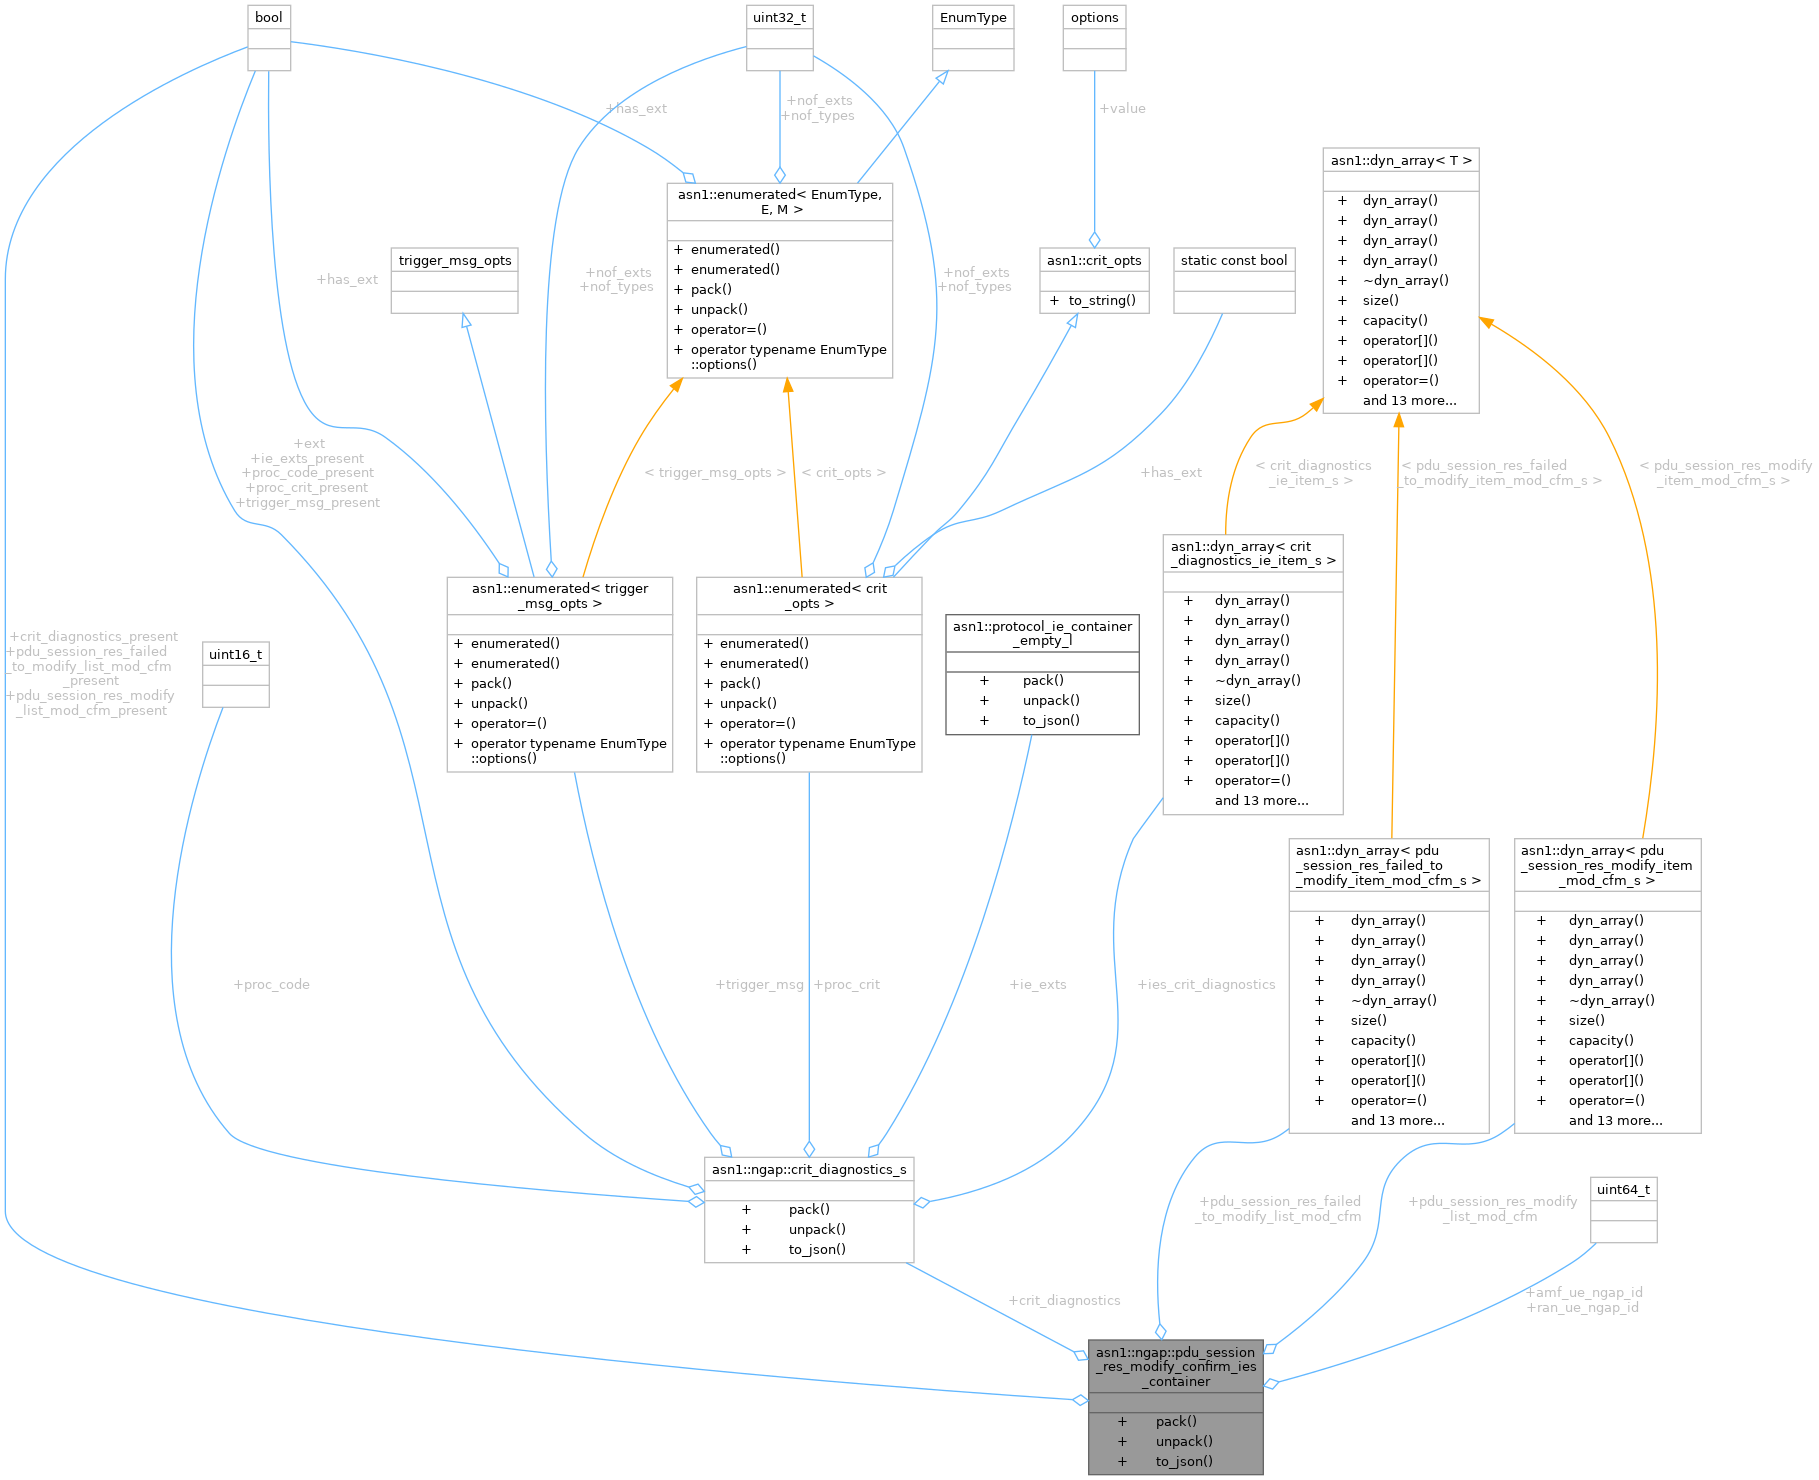 bool
uint32_t
EnumType
options
+has_ext
+nof_exts
+nof_types
+value
asn1::dyn_array< T >
+ dyn_array()
+ dyn_array()
+ dyn_array()
+ dyn_array()
+ ~dyn_array()
+ size()
+ capacity()
+ operator[]()
+ operator[]()
+ operator=()
and 13 more...
asn1::enumerated< EnumType,
E, M >
+ enumerated()
+ enumerated()
+ pack()
+ unpack()
+ operator=()
+ operator typename EnumType
::options()
trigger_msg_opts
+has_ext
+nof_exts
+nof_types
+nof_exts
+nof_types
asn1::crit_opts
+ to_string()
static const bool
+ext
+ie_exts_present
+proc_code_present
+proc_crit_present
+trigger_msg_present
< trigger_msg_opts >
< crit_opts >
+has_ext
< crit_diagnostics
_ie_item_s >
< pdu_session_res_failed
_to_modify_item_mod_cfm_s >
< pdu_session_res_modify
_item_mod_cfm_s >
asn1::dyn_array< crit
_diagnostics_ie_item_s >
+ dyn_array()
+ dyn_array()
+ dyn_array()
+ dyn_array()
+ ~dyn_array()
+ size()
+ capacity()
+ operator[]()
+ operator[]()
+ operator=()
and 13 more...
asn1::enumerated< trigger
_msg_opts >
+ enumerated()
+ enumerated()
+ pack()
+ unpack()
+ operator=()
+ operator typename EnumType
::options()
asn1::enumerated< crit
_opts >
+ enumerated()
+ enumerated()
+ pack()
+ unpack()
+ operator=()
+ operator typename EnumType
::options()
asn1::protocol_ie_container
_empty_l
+ pack()
+ unpack()
+ to_json()
+crit_diagnostics_present
+pdu_session_res_failed
_to_modify_list_mod_cfm
_present
+pdu_session_res_modify
_list_mod_cfm_present
uint16_t
asn1::dyn_array< pdu
_session_res_failed_to
_modify_item_mod_cfm_s >
+ dyn_array()
+ dyn_array()
+ dyn_array()
+ dyn_array()
+ ~dyn_array()
+ size()
+ capacity()
+ operator[]()
+ operator[]()
+ operator=()
and 13 more...
asn1::dyn_array< pdu
_session_res_modify_item
_mod_cfm_s >
+ dyn_array()
+ dyn_array()
+ dyn_array()
+ dyn_array()
+ ~dyn_array()
+ size()
+ capacity()
+ operator[]()
+ operator[]()
+ operator=()
and 13 more...
+proc_code
+trigger_msg
+proc_crit
+ie_exts
+ies_crit_diagnostics
asn1::ngap::crit_diagnostics_s
+ pack()
+ unpack()
+ to_json()
+pdu_session_res_failed
_to_modify_list_mod_cfm
+pdu_session_res_modify
_list_mod_cfm
uint64_t
+crit_diagnostics
+amf_ue_ngap_id
+ran_ue_ngap_id
asn1::ngap::pdu_session
_res_modify_confirm_ies
_container
+ pack()
+ unpack()
+ to_json()